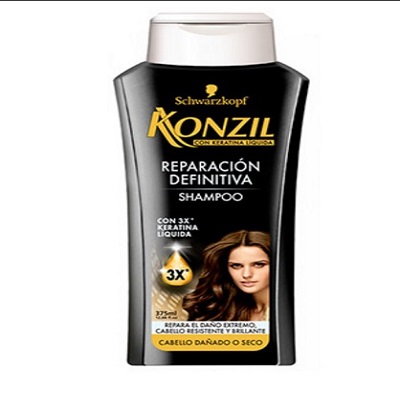 Schwarzkopf
KONZIL
CON KERATINA LÍQUIDA
REPARACIÓN
DEFINITIVA
SHAMPOO
CON 3X*
KERATINA
LÍQUIDA
3X*
375ml
REPARA EL DAÑO EXTREMO,
CABELLO RESISTENTE Y BRILLANTE
CABELLO DAÑADO O SECO